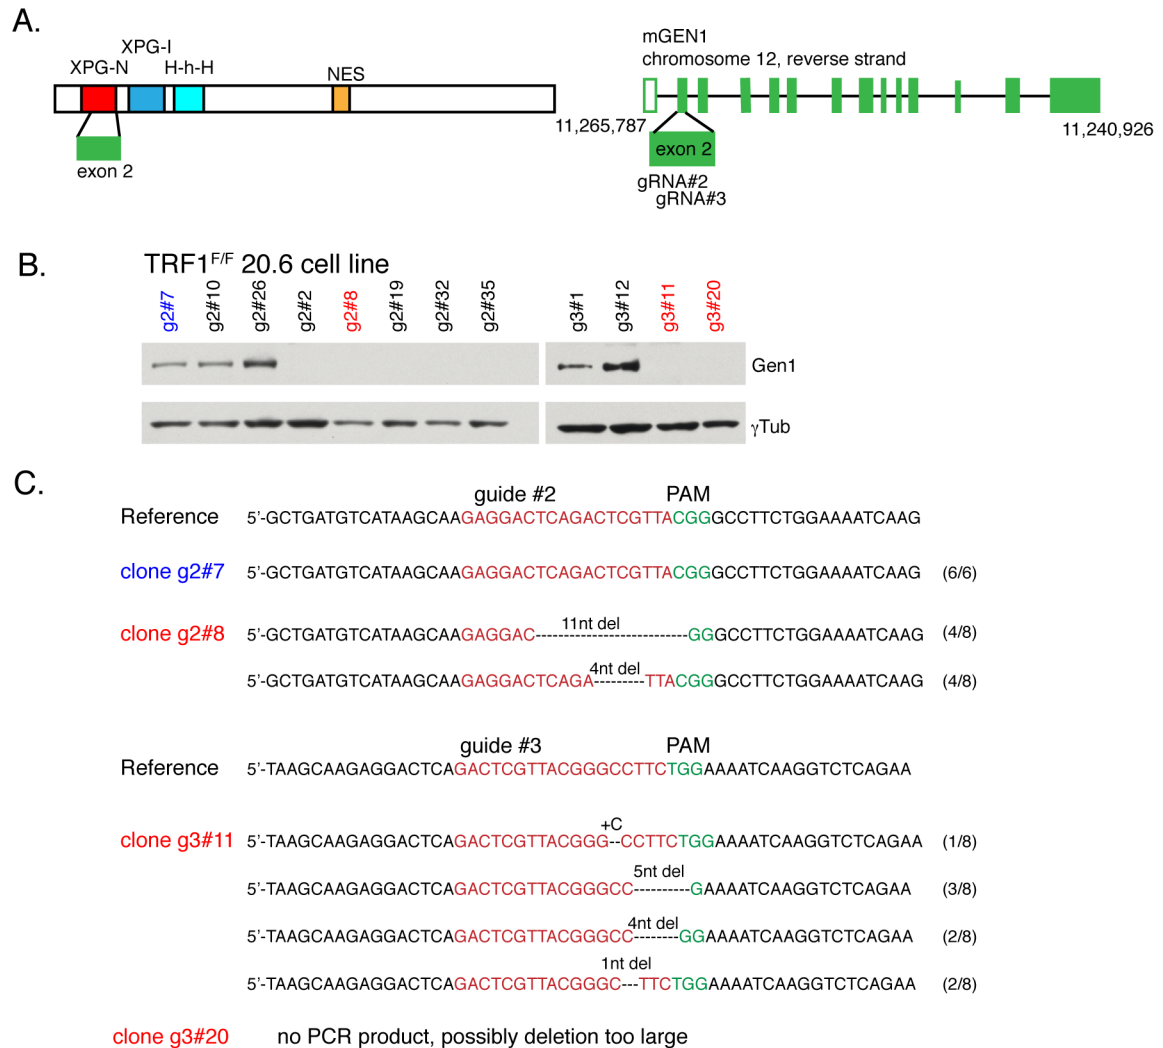 A.
XPG-I
XPG-N
H-h-H
NES
exon 2
mGEN1
chromosome 12, reverse strand
11,265,787
11,240,926
exon 2
gRNA#2
gRNA#3
B.
TRF1F/F 20.6 cell line
g2#7
g2#10
g2#26
g2#2
g2#8
g2#19
g2#32
g2#35
g3#1
g3#12
g3#11
g3#20
Gen1
γTub
C.
guide #2 PAM
Reference 5’-GCTGATGTCATAAGCAAGAGGACTCAGACTCGTTACGGGCCTTCTGGAAAATCAAG
clone g2#7 5’-GCTGATGTCATAAGCAAGAGGACTCAGACTCGTTACGGGCCTTCTGGAAAATCAAG (6/6)
11nt del
clone g2#8 5’-GCTGATGTCATAAGCAAGAGGAC-----------------------GGGCCTTCTGGAAAATCAAG (4/8)
4nt del
5’-GCTGATGTCATAAGCAAGAGGACTCAGA---------TTACGGGCCTTCTGGAAAATCAAG (4/8)
guide #3 PAM
Reference 5’-TAAGCAAGAGGACTCAGACTCGTTACGGGCCTTCTGGAAAATCAAGGTCTCAGAA
+C
clone g3#11 5’-TAAGCAAGAGGACTCAGACTCGTTACGGG--CCTTCTGGAAAATCAAGGTCTCAGAA (1/8)
5nt del
5’-TAAGCAAGAGGACTCAGACTCGTTACGGGCC----------GAAAATCAAGGTCTCAGAA (3/8)
4nt del
5’-TAAGCAAGAGGACTCAGACTCGTTACGGGCC--------GGAAAATCAAGGTCTCAGAA (2/8)
1nt del
5’-TAAGCAAGAGGACTCAGACTCGTTACGGGC---TTCTGGAAAATCAAGGTCTCAGAA (2/8)
clone g3#20 no PCR product, possibly deletion too large